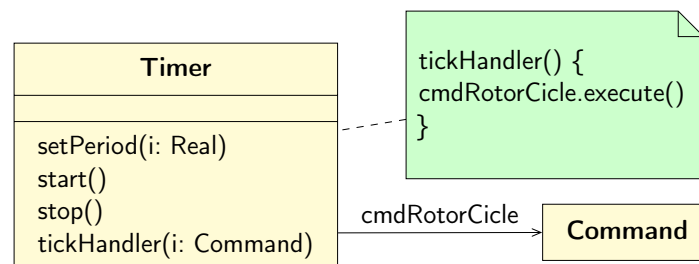 Timer
setPeriod(i: Real)
start()
stop()
tickHandler(i: Command)
tickHandler() {
cmdRotorCicle.execute()
}
cmdRotorCicle
Command